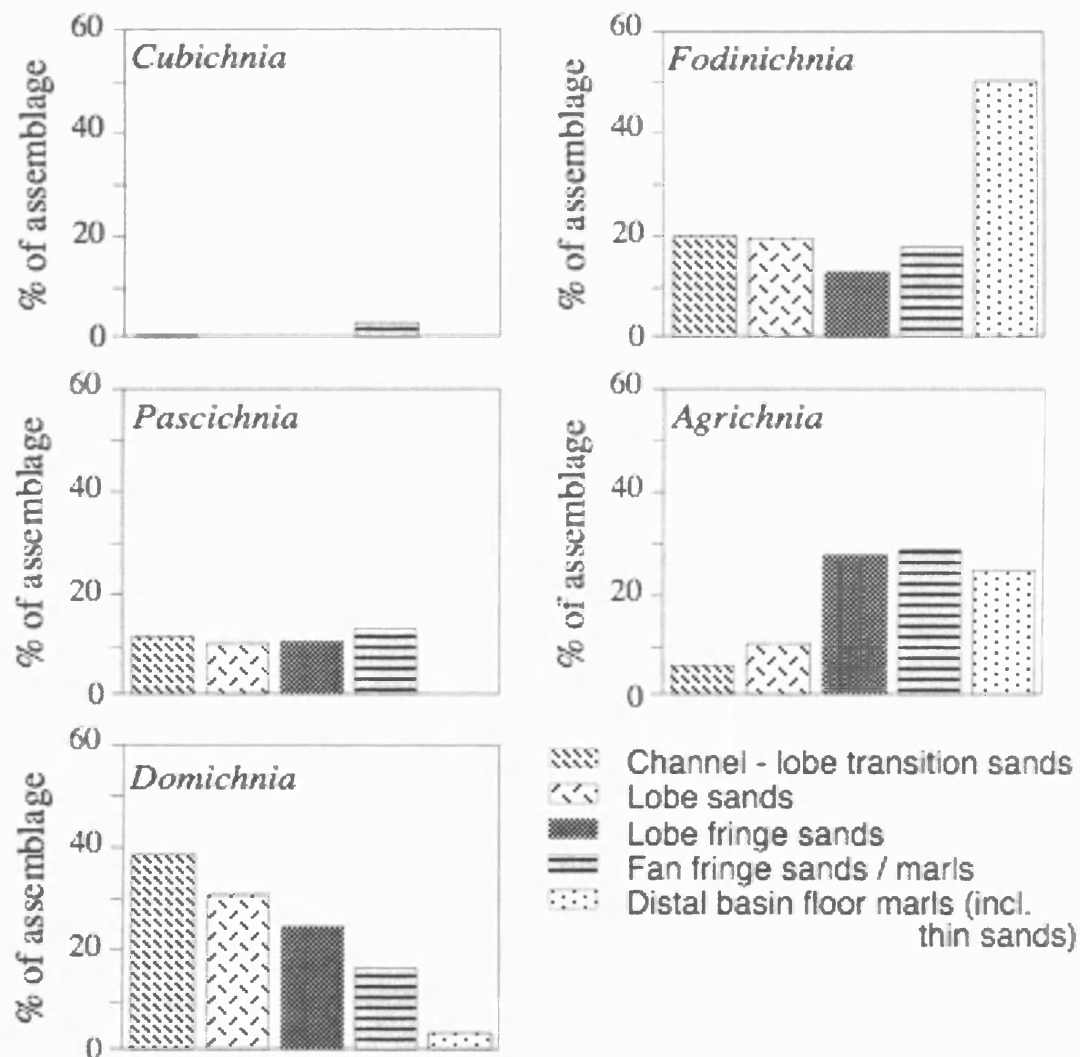 60
40
20
0
% of assemblage
Cubichnia
60
40
20
0
% of assemblage
Fodinichnia
60
40
20
0
% of assemblage
Pascichnia
60
40
20
0
% of assemblage
Agrichnia
60
40
20
0
% of assemblage
Domichnia
Channel - lobe transition sands
Lobe sands
Lobe fringe sands
Fan fringe sands / marls
Distal basin floor marls (incl.
thin sands)